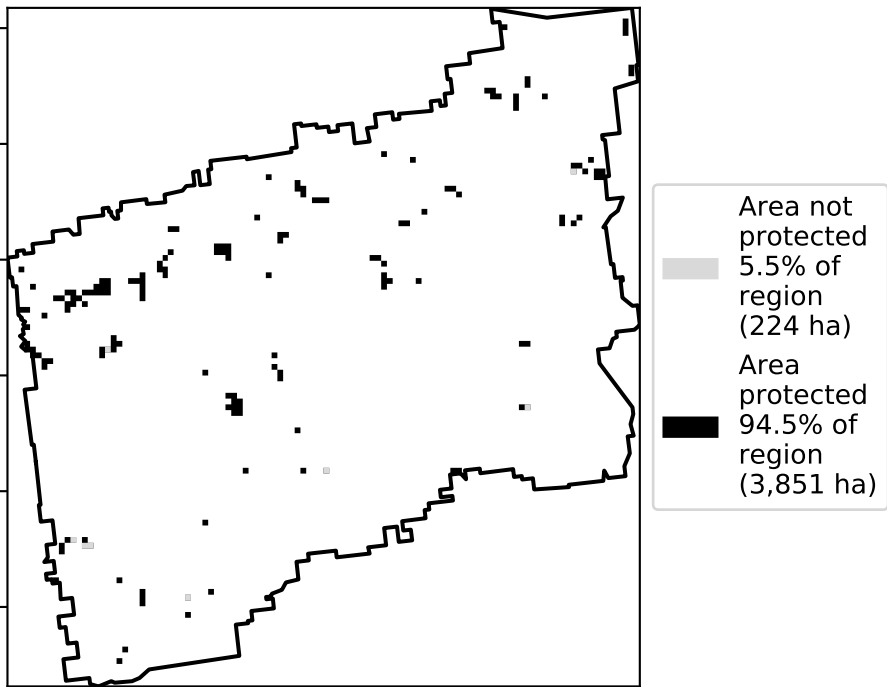 Area not
protected
5.5% of
region
(224 ha)
Area
protected
94.5% of
region
(3,851 ha)